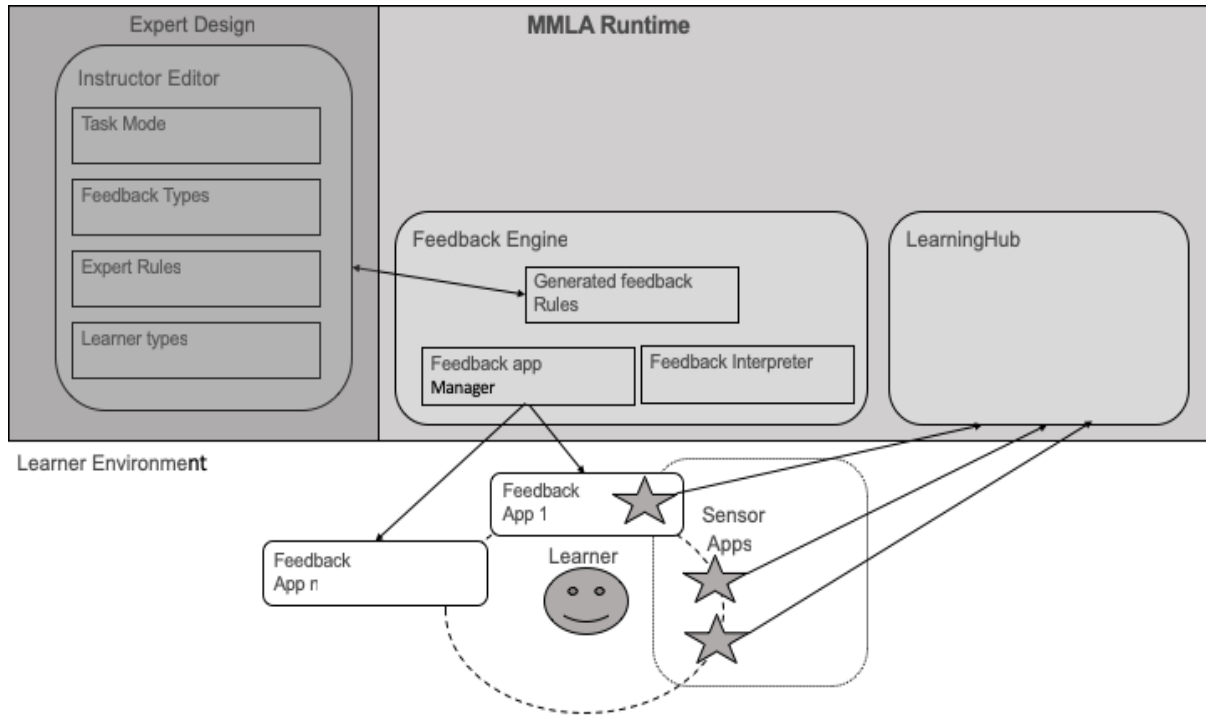 Expert Design
MMLA Runtime
Instructor Editor
Task Mode
Feedback Types
Expert Rules
Learner types
Feedback Engine
Generated feedback
Rules
Feedback app
Manager
Feedback Interpreter
LearningHub
Learner Environment
Feedback
App 1
Sensor
Apps
Feedback
App n
Learner